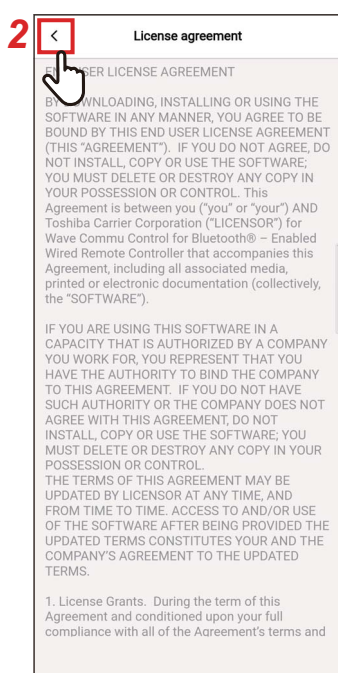 2
License agreement
END USER LICENSE AGREEMENT
BY DOWNLOADING, INSTALLING OR USING THE
SOFTWARE IN ANY MANNER, YOU AGREE TO BE
BOUND BY THIS END USER LICENSE AGREEMENT
(THIS “AGREEMENT”).  IF YOU DO NOT AGREE, DO
NOT INSTALL, COPY OR USE THE SOFTWARE;
YOU MUST DELETE OR DESTROY ANY COPY IN
YOUR POSSESSION OR CONTROL. This
Agreement is between you (“you” or “your”) AND
Toshiba Carrier Corporation (“LICENSOR”) for
Wave Commu Control for Bluetooth® – Enabled
Wired Remote Controller that accompanies this
Agreement, including all associated media,
printed or electronic documentation (collectively,
the “SOFTWARE”).
IF YOU ARE USING THIS SOFTWARE IN A
CAPACITY THAT IS AUTHORIZED BY A COMPANY
YOU WORK FOR, YOU REPRESENT THAT YOU
HAVE THE AUTHORITY TO BIND THE COMPANY
TO THIS AGREEMENT.  IF YOU DO NOT HAVE
SUCH AUTHORITY OR THE COMPANY DOES NOT
AGREE WITH THIS AGREEMENT, DO NOT
INSTALL, COPY OR USE THE SOFTWARE; YOU
MUST DELETE OR DESTROY ANY COPY IN YOUR
POSSESSION OR CONTROL.
THE TERMS OF THIS AGREEMENT MAY BE
UPDATED BY LICENSOR AT ANY TIME, AND
FROM TIME TO TIME. ACCESS TO AND/OR USE
OF THE SOFTWARE AFTER BEING PROVIDED THE
UPDATED TERMS CONSTITUTES YOUR AND THE
COMPANY'S AGREEMENT TO THE UPDATED
TERMS.
1. License Grants.  During the term of this
Agreement and conditioned upon your full
compliance with all of the Agreement's terms and